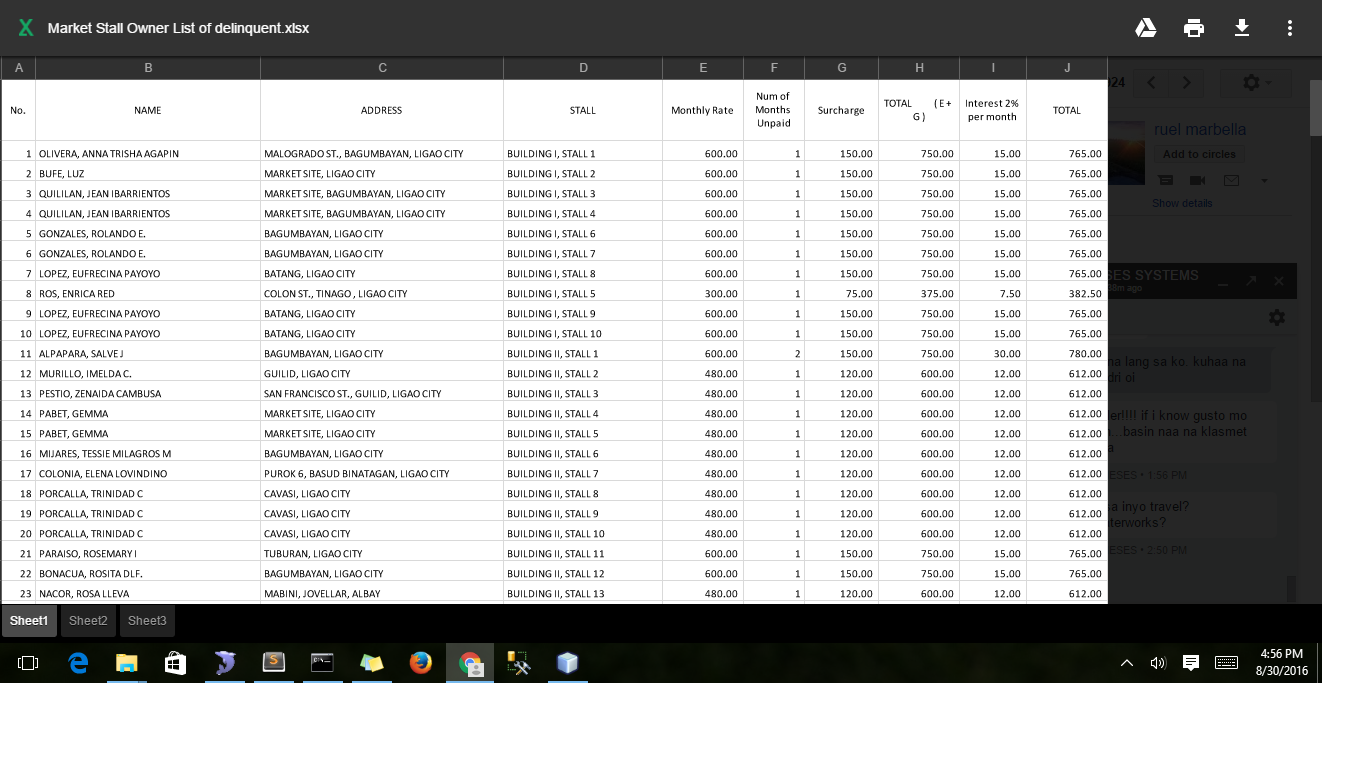 Market Stall Owner List of delinquent.xlsx
A B C D E F G H I J
No. NAME ADDRESS STALL Monthly Rate Num of Months Unpaid Surcharge TOTAL (E+ G) Interest 2% per month TOTAL
1 OLIVERA, ANNA TRISHA AGAPIN MALOGRADO ST., BAGUMBAYAN, LIGAO CITY BUILDING I, STALL 1 600.00 1 150.00 750.00 15.00 765.00
2 BUFE, LUZ MARKET SITE, LIGAO CITY BUILDING I, STALL 2 600.00 1 150.00 750.00 15.00 765.00
3 QUILILAN, JEAN IBARRIENTOS MARKET SITE, BAGUMBAYAN, LIGAO CITY BUILDING I, STALL 3 600.00 1 150.00 750.00 15.00 765.00
4 QUILILAN, JEAN IBARRIENTOS MARKET SITE, BAGUMBAYAN, LIGAO CITY BUILDING I, STALL 4 600.00 1 150.00 750.00 15.00 765.00
5 GONZALES, ROLANDO E. BAGUMBAYAN, LIGAO CITY BUILDING I, STALL 6 600.00 1 150.00 750.00 15.00 765.00
6 GONZALES, ROLANDO E. BAGUMBAYAN, LIGAO CITY BUILDING I, STALL 7 600.00 1 150.00 750.00 15.00 765.00
7 LOPEZ, EUFRECINA PAYOYO BATANG, LIGAO CITY BUILDING I, STALL 8 600.00 1 150.00 750.00 15.00 765.00
8 ROS, ENRICA RED COLON ST., TINAGO , LIGAO CITY BUILDING I, STALL 5 300.00 1 75.00 375.00 7.50 382.50
9 LOPEZ, EUFRECINA PAYOYO BATANG, LIGAO CITY BUILDING I, STALL 9 600.00 1 150.00 750.00 15.00 765.00
10 LOPEZ, EUFRECINA PAYOYO BATANG, LIGAO CITY BUILDING I, STALL 10 600.00 1 150.00 750.00 15.00 765.00
11 ALPAPARA, SALVE J BAGUMBAYAN, LIGAO CITY BUILDING II, STALL 1 600.00 2 150.00 750.00 30.00 780.00
12 MURILLO, IMELDA C. GUILID, LIGAO CITY BUILDING II, STALL 2 480.00 1 120.00 600.00 12.00 612.00
13 PESTIO, ZENAIDA CAMBUSA SAN FRANCISCO ST., GUILID, LIGAO CITY BUILDING II, STALL 3 480.00 1 120.00 600.00 12.00 612.00
14 PABET, GEMMA MARKET SITE, LIGAO CITY BUILDING II, STALL 4 480.00 1 120.00 600.00 12.00 612.00
15 PABET, GEMMA MARKET SITE, LIGAO CITY BUILDING II, STALL 5 480.00 1 120.00 600.00 12.00 612.00
16 MIJARES, TESSIE MILAGROS M BAGUMBAYAN, LIGAO CITY BUILDING II, STALL 6 480.00 1 120.00 600.00 12.00 612.00
17 COLONIA, ELENA LOVINDINO PUROK 6, BASUD BINATAGAN, LIGAO CITY BUILDING II, STALL 7 480.00 1 120.00 600.00 12.00 612.00
18 PORCALLA, TRINIDAD C CAVASI, LIGAO CITY BUILDING II, STALL 8 480.00 1 120.00 600.00 12.00 612.00
19 PORCALLA, TRINIDAD C CAVASI, LIGAO CITY BUILDING II, STALL 9 480.00 1 120.00 600.00 12.00 612.00
20 PORCALLA, TRINIDAD C CAVASI, LIGAO CITY BUILDING II, STALL 10 480.00 1 120.00 600.00 12.00 612.00
21 PARAISO, ROSEMARY I TUBURAN, LIGAO CITY BUILDING II, STALL 11 600.00 1 150.00 750.00 15.00 765.00
22 BONACUA, ROSITA DLF. BAGUMBAYAN, LIGAO CITY BUILDING II, STALL 12 600.00 1 150.00 750.00 15.00 765.00
23 NACOR, ROSA LLEVA MABINI, JOVELLAR, ALBAY BUILDING II, STALL 13 480.00 1 120.00 600.00 12.00 612.00
Sheet1 Sheet2 Sheet3
24
ruel marbella
Add to circles
Show details
SES SYSTEMS
38m ago
na lang sa ko. kuhaa na
dri oi
ler!!!! if i know gusto mo
...basin naa na klasmet
a
ESES • 1:56 PM
sa inyo travel?
terworks?
ESES • 2:50 PM
4:56 PM
8/30/2016